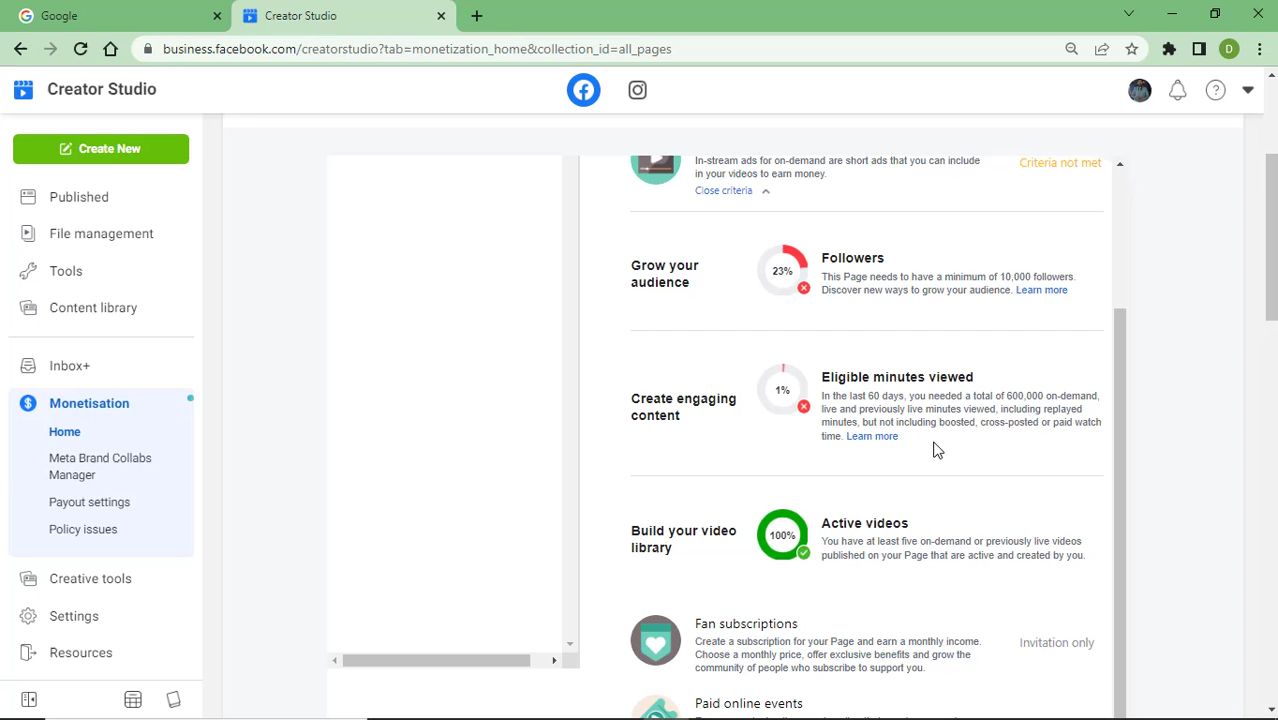 Google
Creator Studio
business.facebook.com/creatorstudio?tab=monetization_home&collection_id=all_pages
D
Creator Studio
Create New
Published
File management
Tools
Content library
Inbox+
Monetisation
Home
Meta Brand Collabs
Manager
Payout settings
Policy issues
Creative tools
Settings
Resources
In-stream ads for on-demand are short ads that you can include
in your videos to earn money.
Criteria not met
Close criteria
Grow your
audience
23%
Followers
This Page needs to have a minimum of 10,000 followers.
Discover new ways to grow your audience. Learn more
Create engaging
content
1%
Eligible minutes viewed
In the last 60 days, you needed a total of 600,000 on-demand,
live and previously live minutes viewed, including replayed
minutes, but not including boosted, cross-posted or paid watch
time. Learn more
Build your video
library
100%
Active videos
You have at least five on-demand or previously live videos
published on your Page that are active and created by you.
Fan subscriptions
Create a subscription for your Page and earn a monthly income.
Choose a monthly price, offer exclusive benefits and grow the
community of people who subscribe to support you.
Invitation only
Paid online events